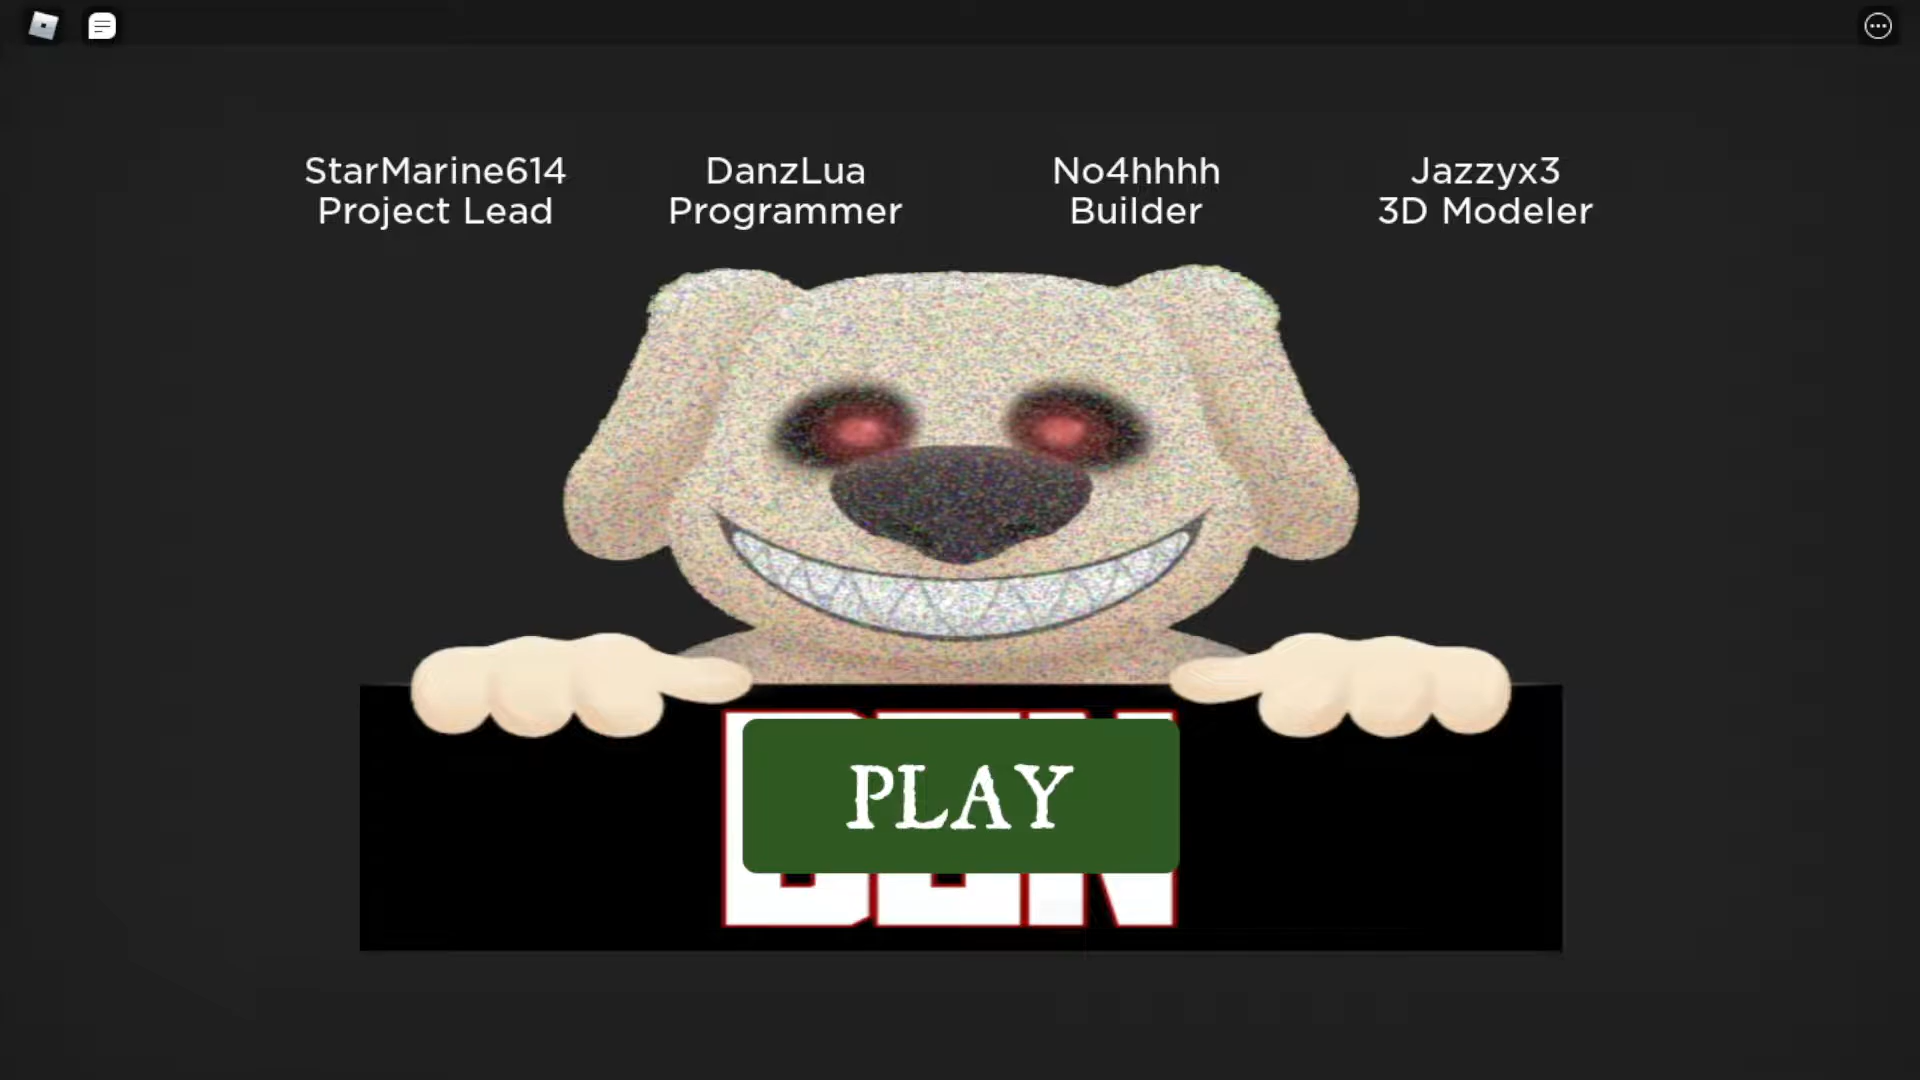 StarMarine614
Project Lead
DanzLua
Programmer
No4hhhh
Builder
Jazzyx3
3D Modeler
PLAY